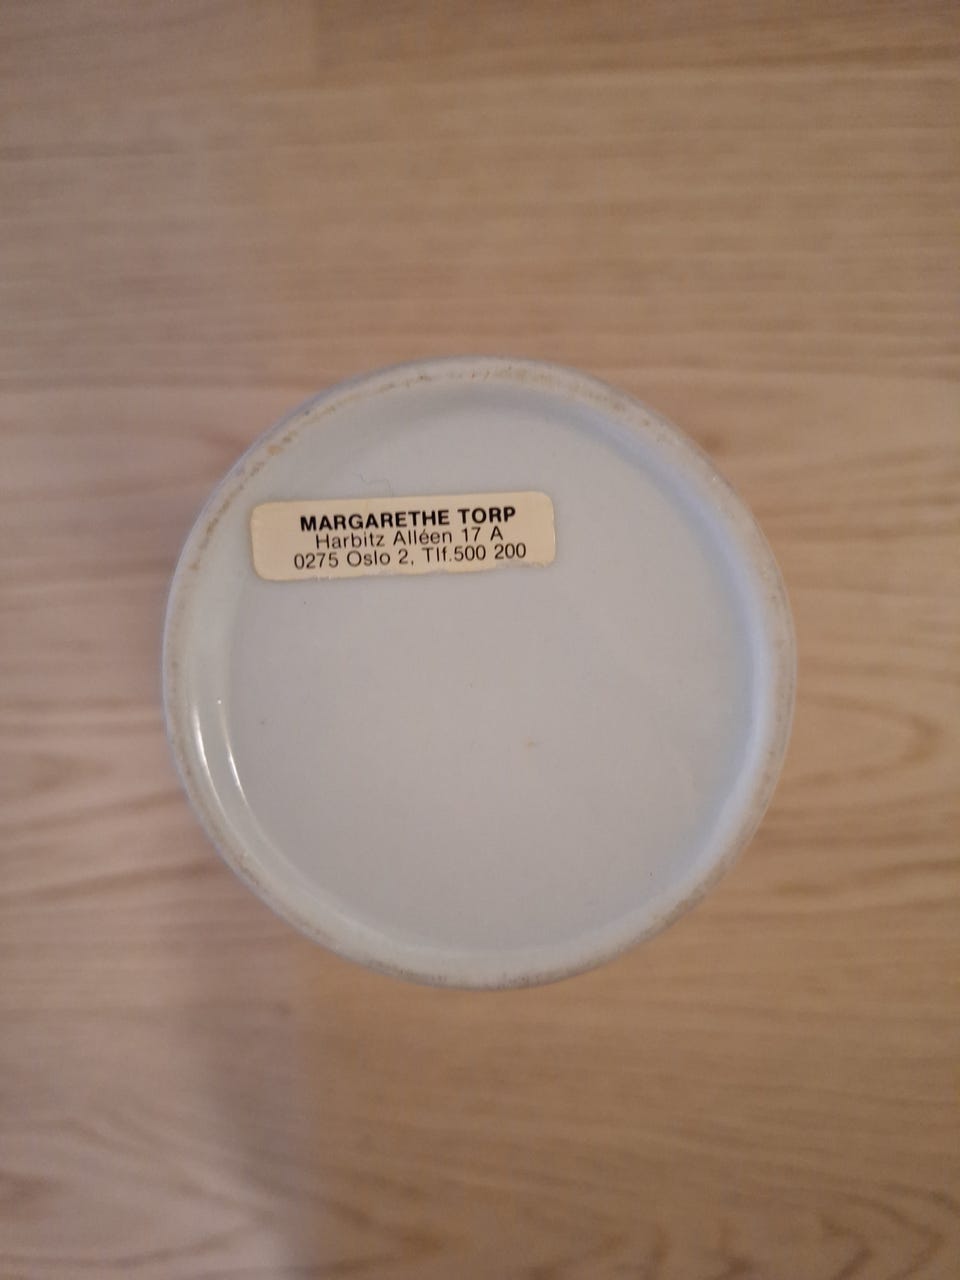 MARGARETHE TORP
Harbitz Alléen 17 A
0275 Oslo 2, Tlf.500 200